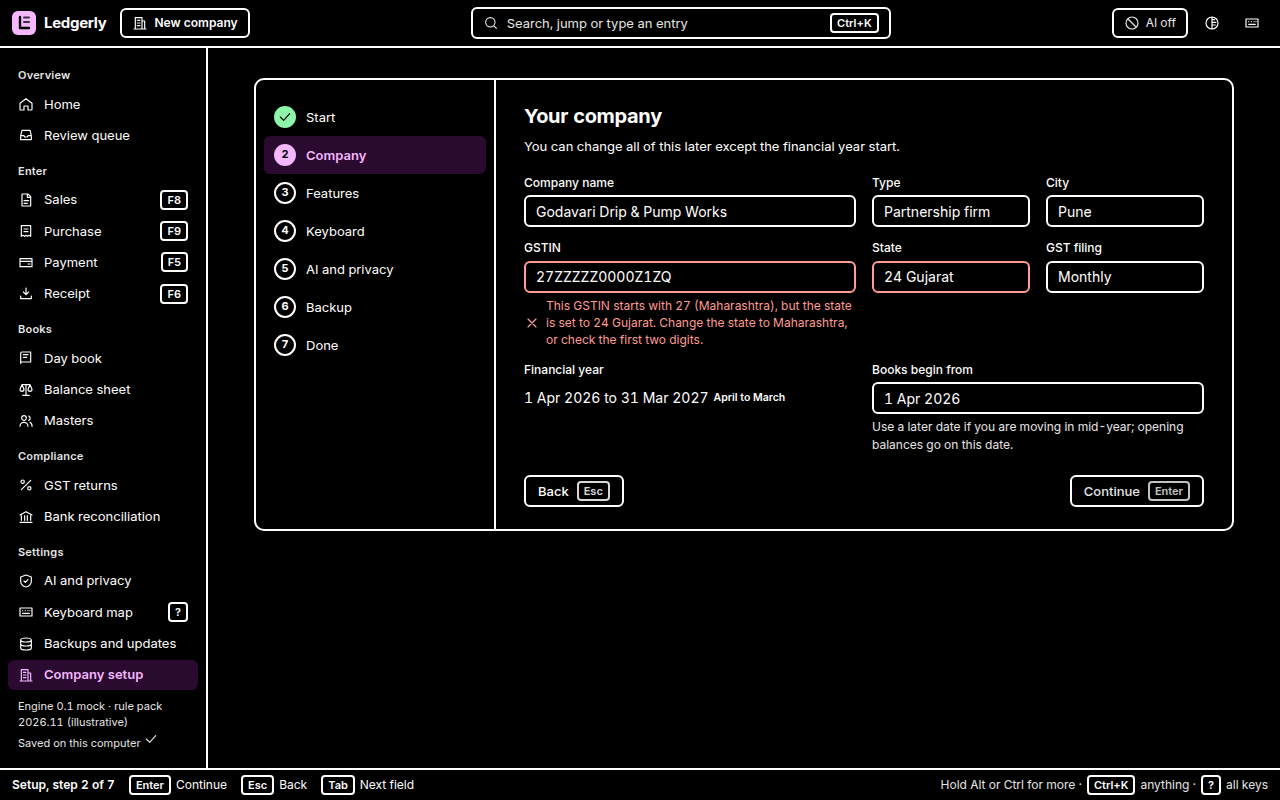 Ledgerly
New company
Search, jump or type an entry
Ctrl+K
AI off
Overview
Home
Review queue
Enter
Sales F8
Purchase F9
Payment F5
Receipt F6
Books
Day book
Balance sheet
Masters
Compliance
GST returns
Bank reconciliation
Settings
AI and privacy
Keyboard map ?
Backups and updates
Company setup
Engine 0.1 mock · rule pack
2026.11 (illustrative)
Saved on this computer
Start
2 Company
3 Features
4 Keyboard
5 AI and privacy
6 Backup
7 Done
Your company
You can change all of this later except the financial year start.
Company name Type City
Godavari Drip & Pump Works Partnership firm Pune
GSTIN State GST filing
27ZZZZZ0000Z1ZQ 24 Gujarat Monthly
This GSTIN starts with 27 (Maharashtra), but the state
is set to 24 Gujarat. Change the state to Maharashtra,
or check the first two digits.
Financial year Books begin from
1 Apr 2026 to 31 Mar 2027 April to March 1 Apr 2026
Use a later date if you are moving in mid-year; opening
balances go on this date.
Back Esc Continue Enter
Setup, step 2 of 7 Enter Continue Esc Back Tab Next field Hold Alt or Ctrl for more · Ctrl+K anything · ? all keys